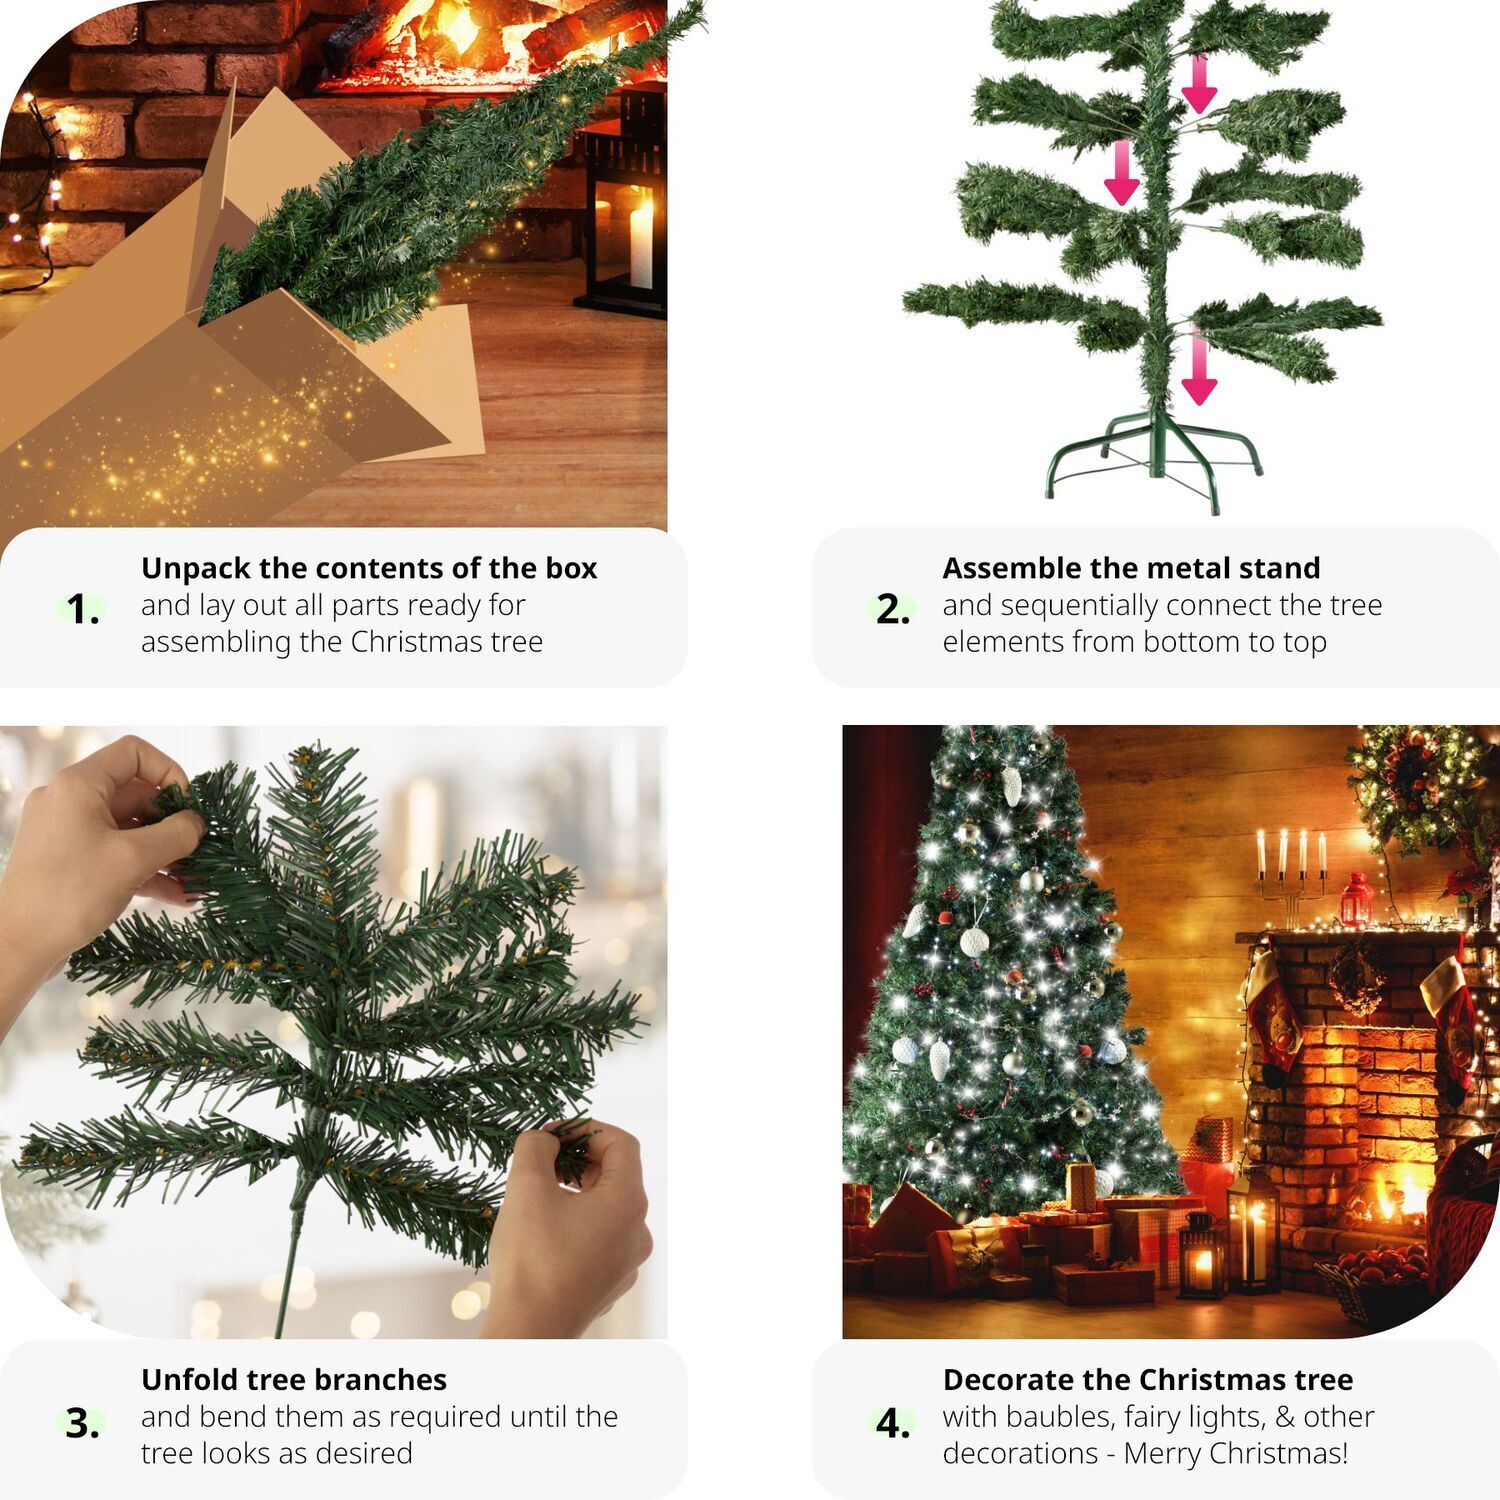 1.
Unpack the contents of the box
and lay out all parts ready for
assembling the Christmas tree
2.
Assemble the metal stand
and sequentially connect the tree
elements from bottom to top
3.
Unfold tree branches
and bend them as required until the
tree looks as desired
4.
Decorate the Christmas tree
with baubles, fairy lights, & other
decorations - Merry Christmas!